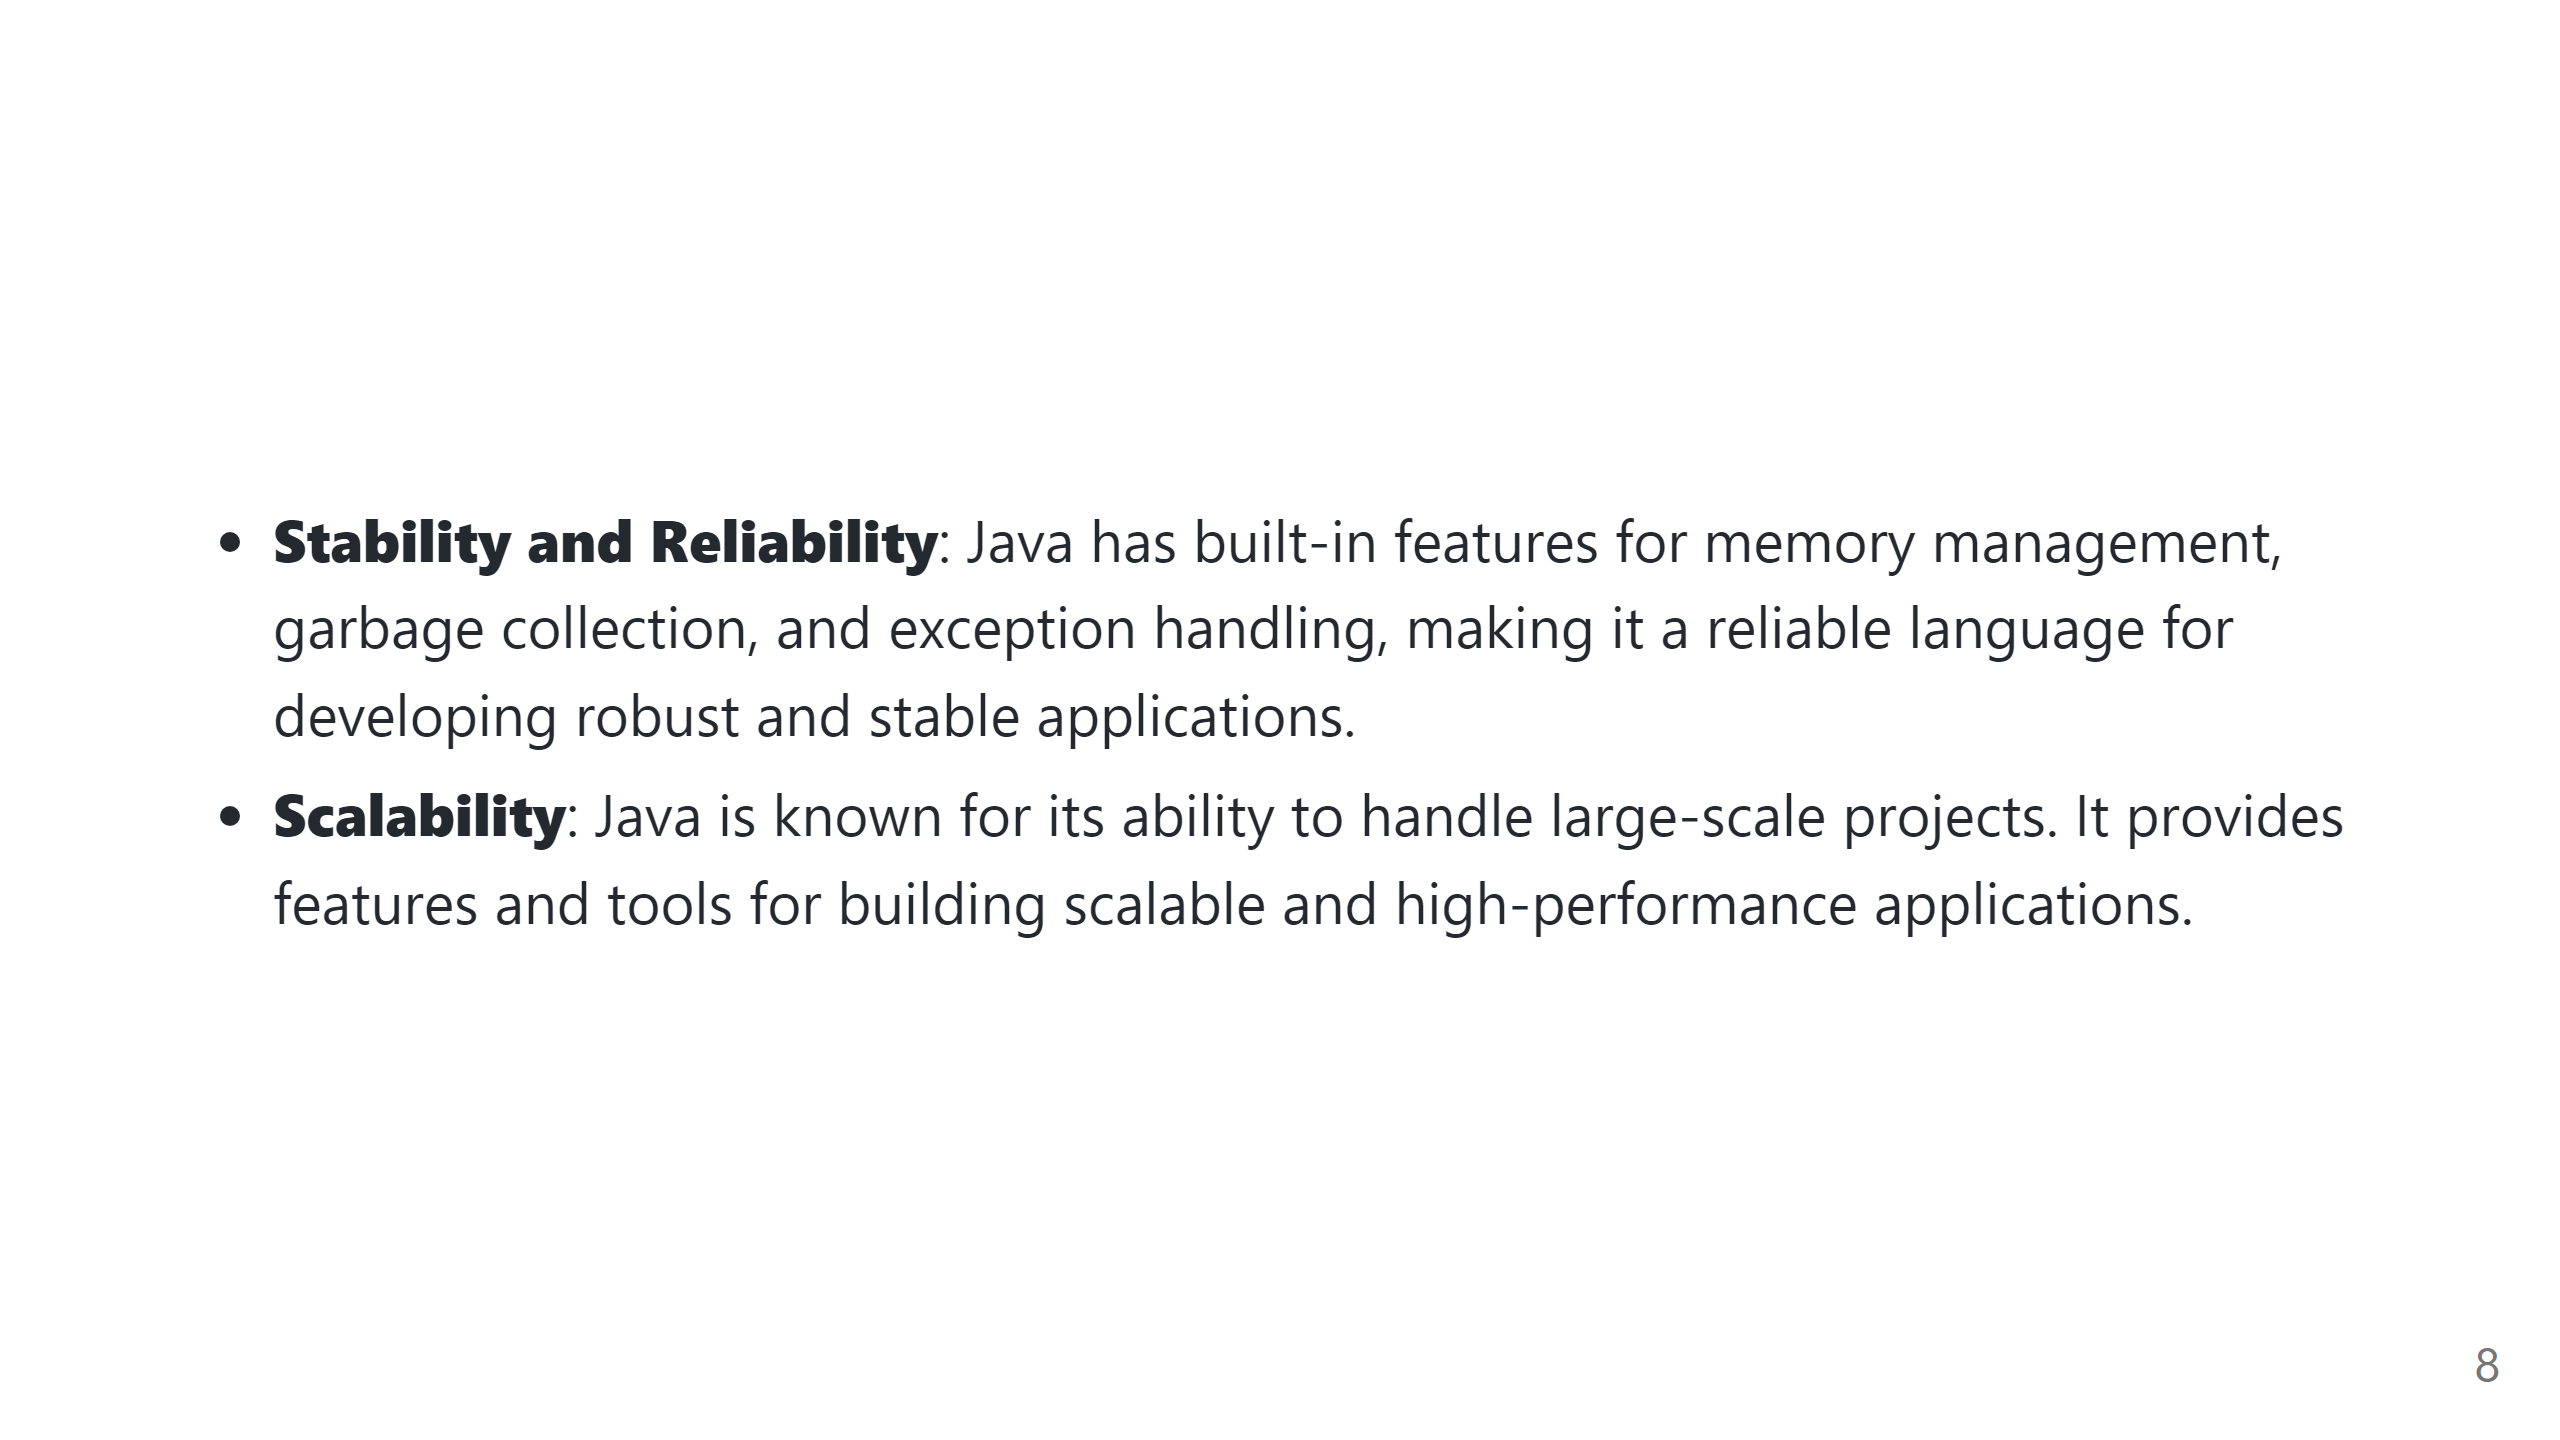 • Stability and Reliability: Java has built-in features for memory management,
garbage collection, and exception handling, making it a reliable language for
developing robust and stable applications.
• Scalability: Java is known for its ability to handle large-scale projects. It provides
features and tools for building scalable and high-performance applications.
8